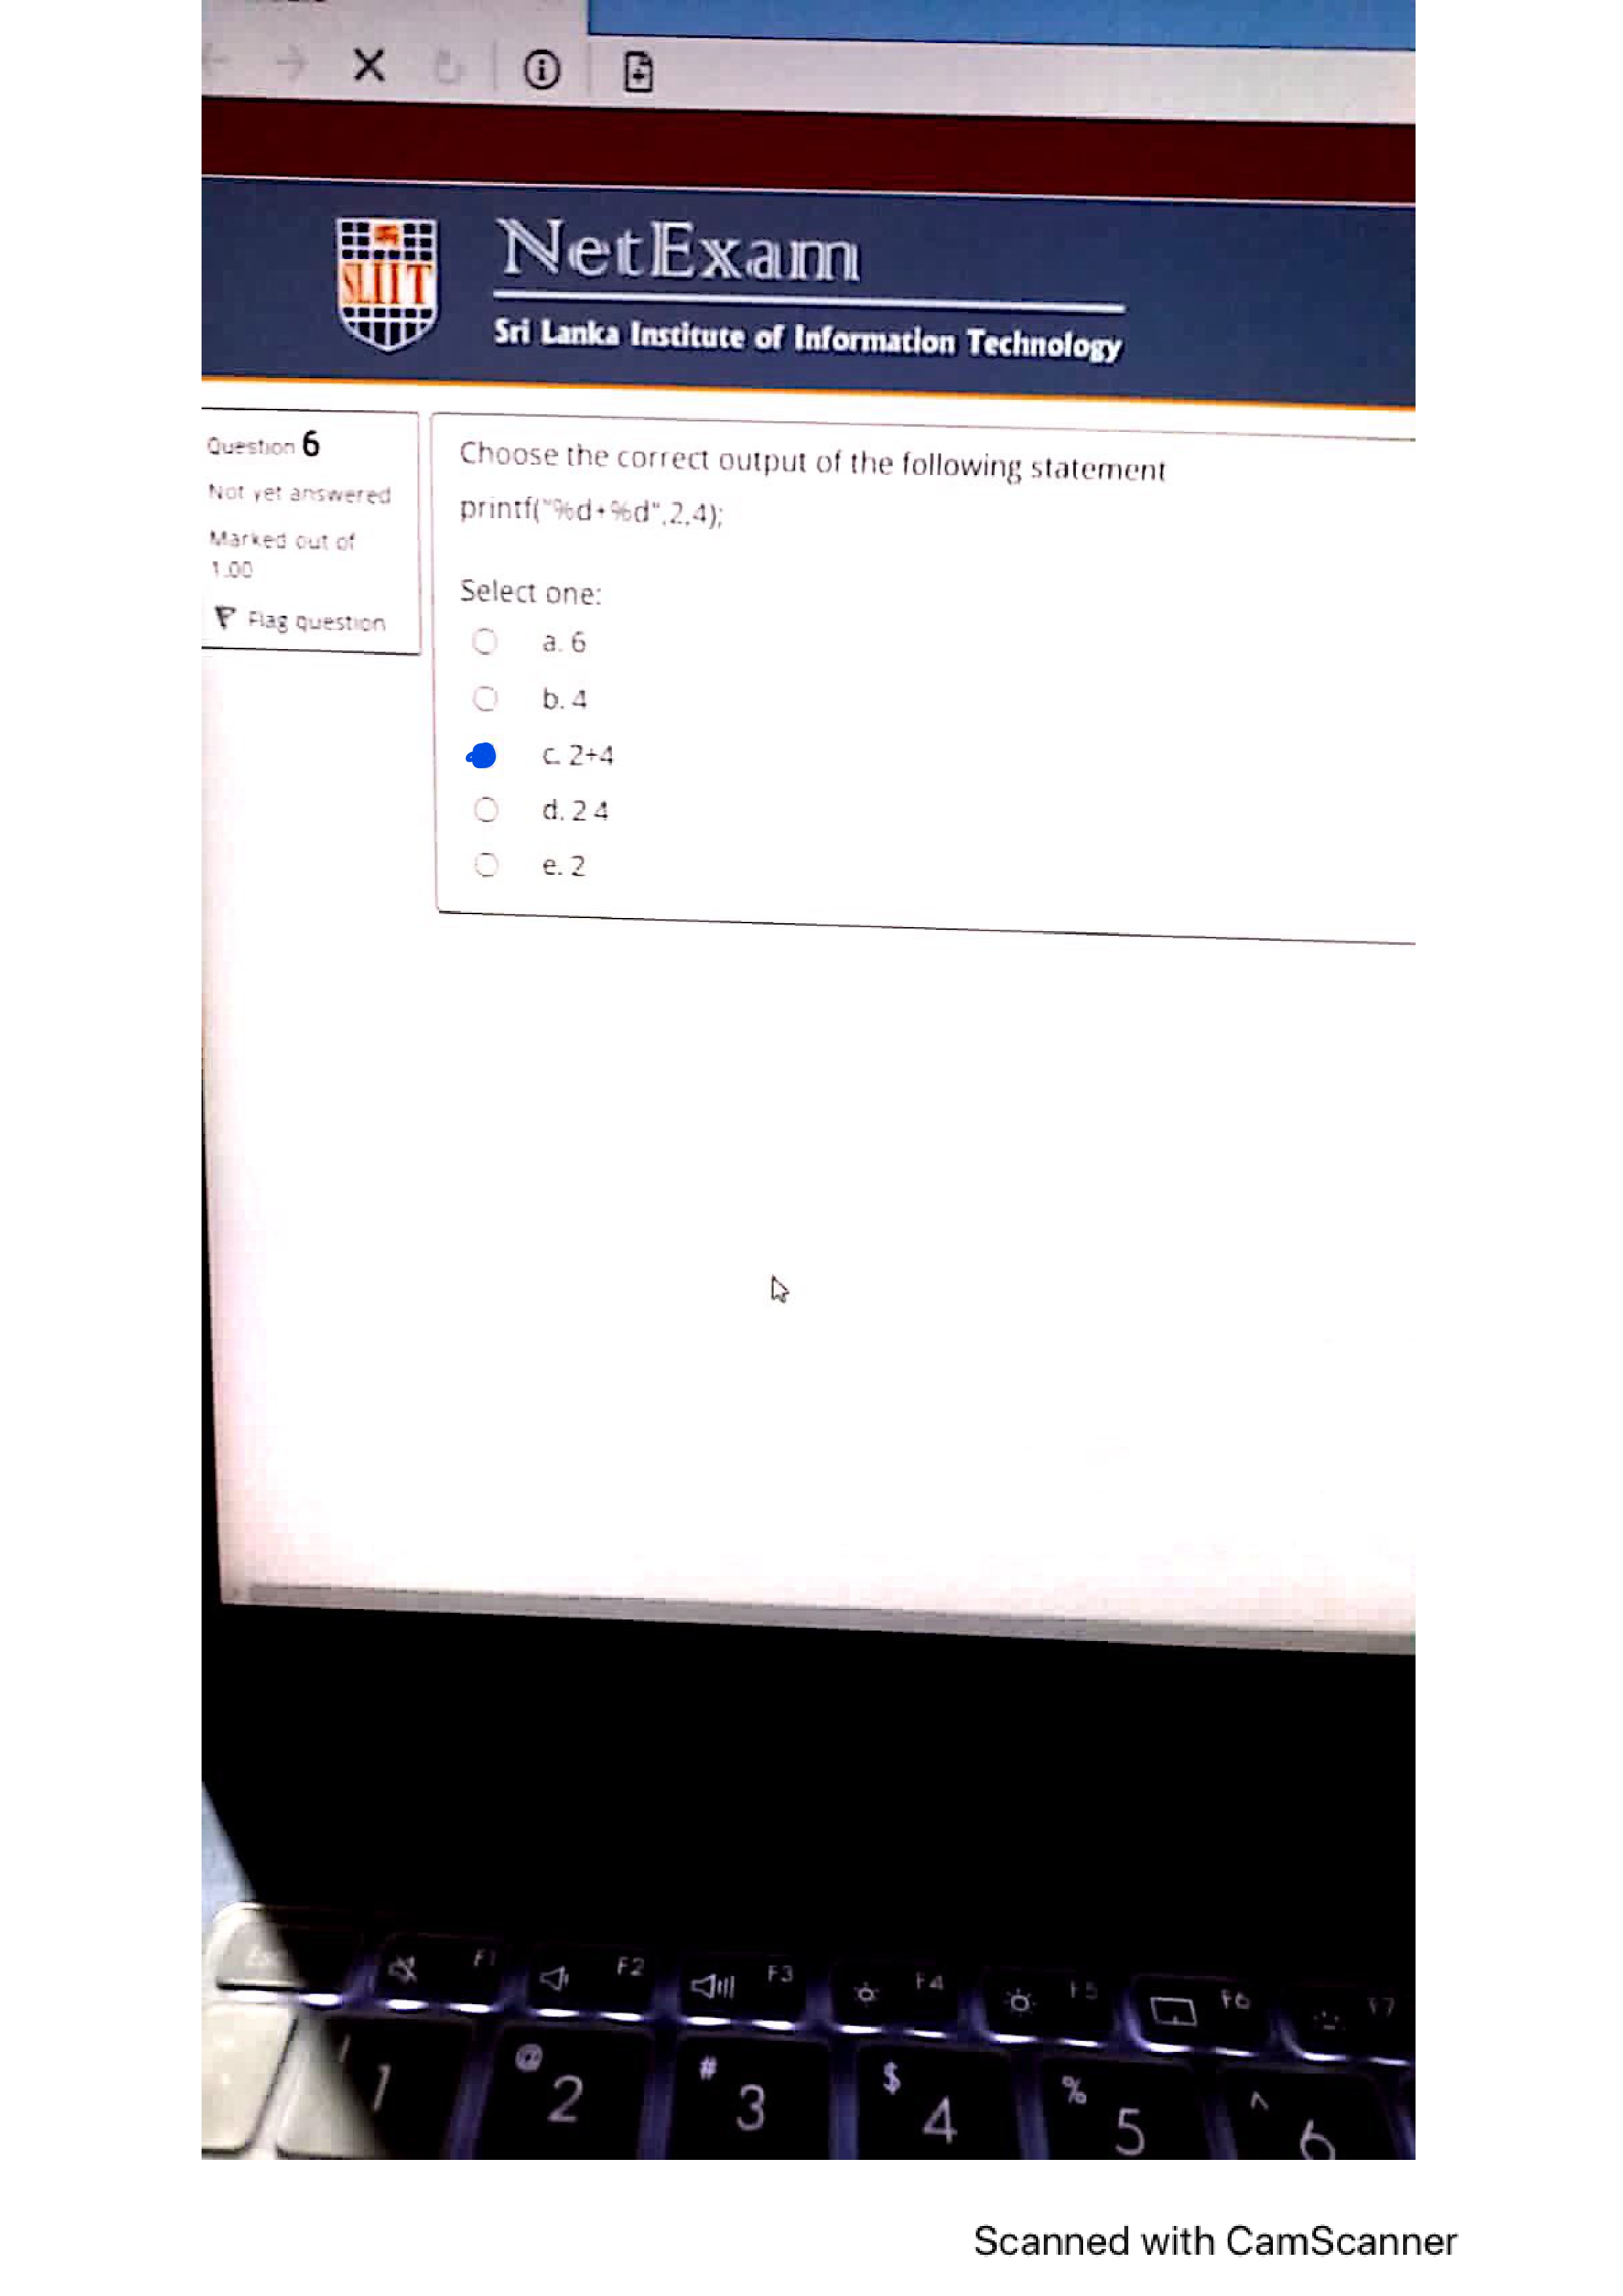 NetExam
SLIIT
Sri Lanka Institute of Information Technology
Question 6
Not yet answered
Marked out of
1.00
Flag question
Choose the correct output of the following statement
printf("%d+%d",2,4);
Select one:
a. 6
b. 4
c. 2+4
d. 2 4
e. 2
F1
F2
F3
F4
F5
F6
F7
1
@ 2
# 3
$ 4
% 5
^ 6
Scanned with CamScanner